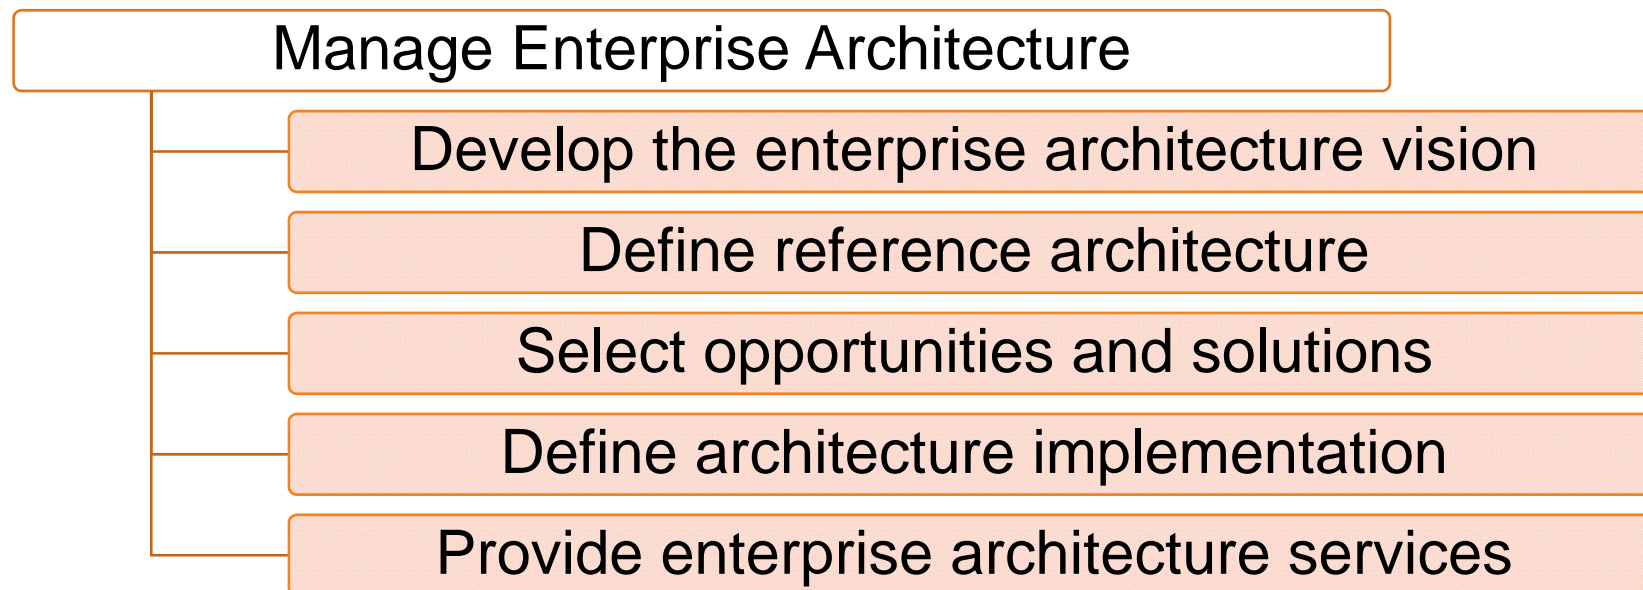 Manage Enterprise Architecture
Develop the enterprise architecture vision
Define reference architecture
Select opportunities and solutions
Define architecture implementation
Provide enterprise architecture services